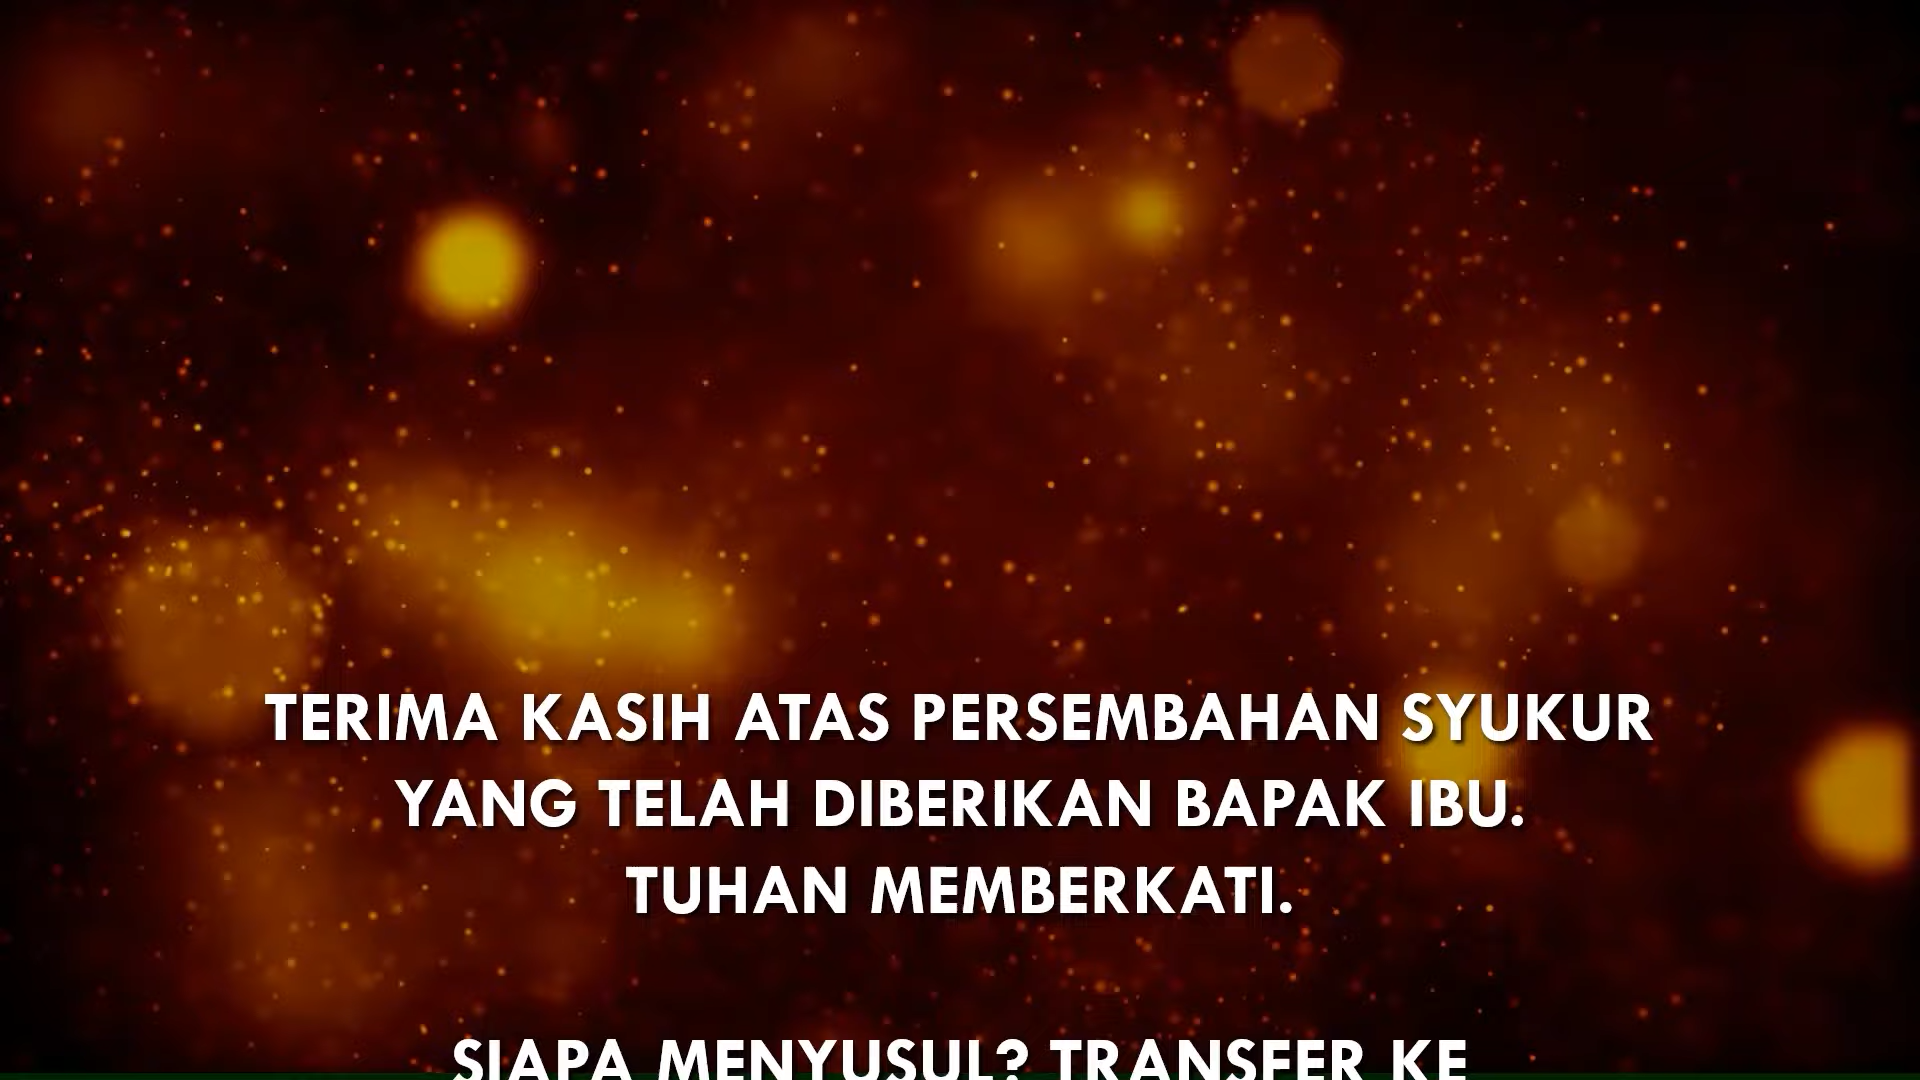 TERIMA KASIH ATAS PERSEMBAHAN SYUKUR
YANG TELAH DIBERIKAN BAPAK IBU.
TUHAN MEMBERKATI.
SIAPA MENYUSUL? TRANSFER KE